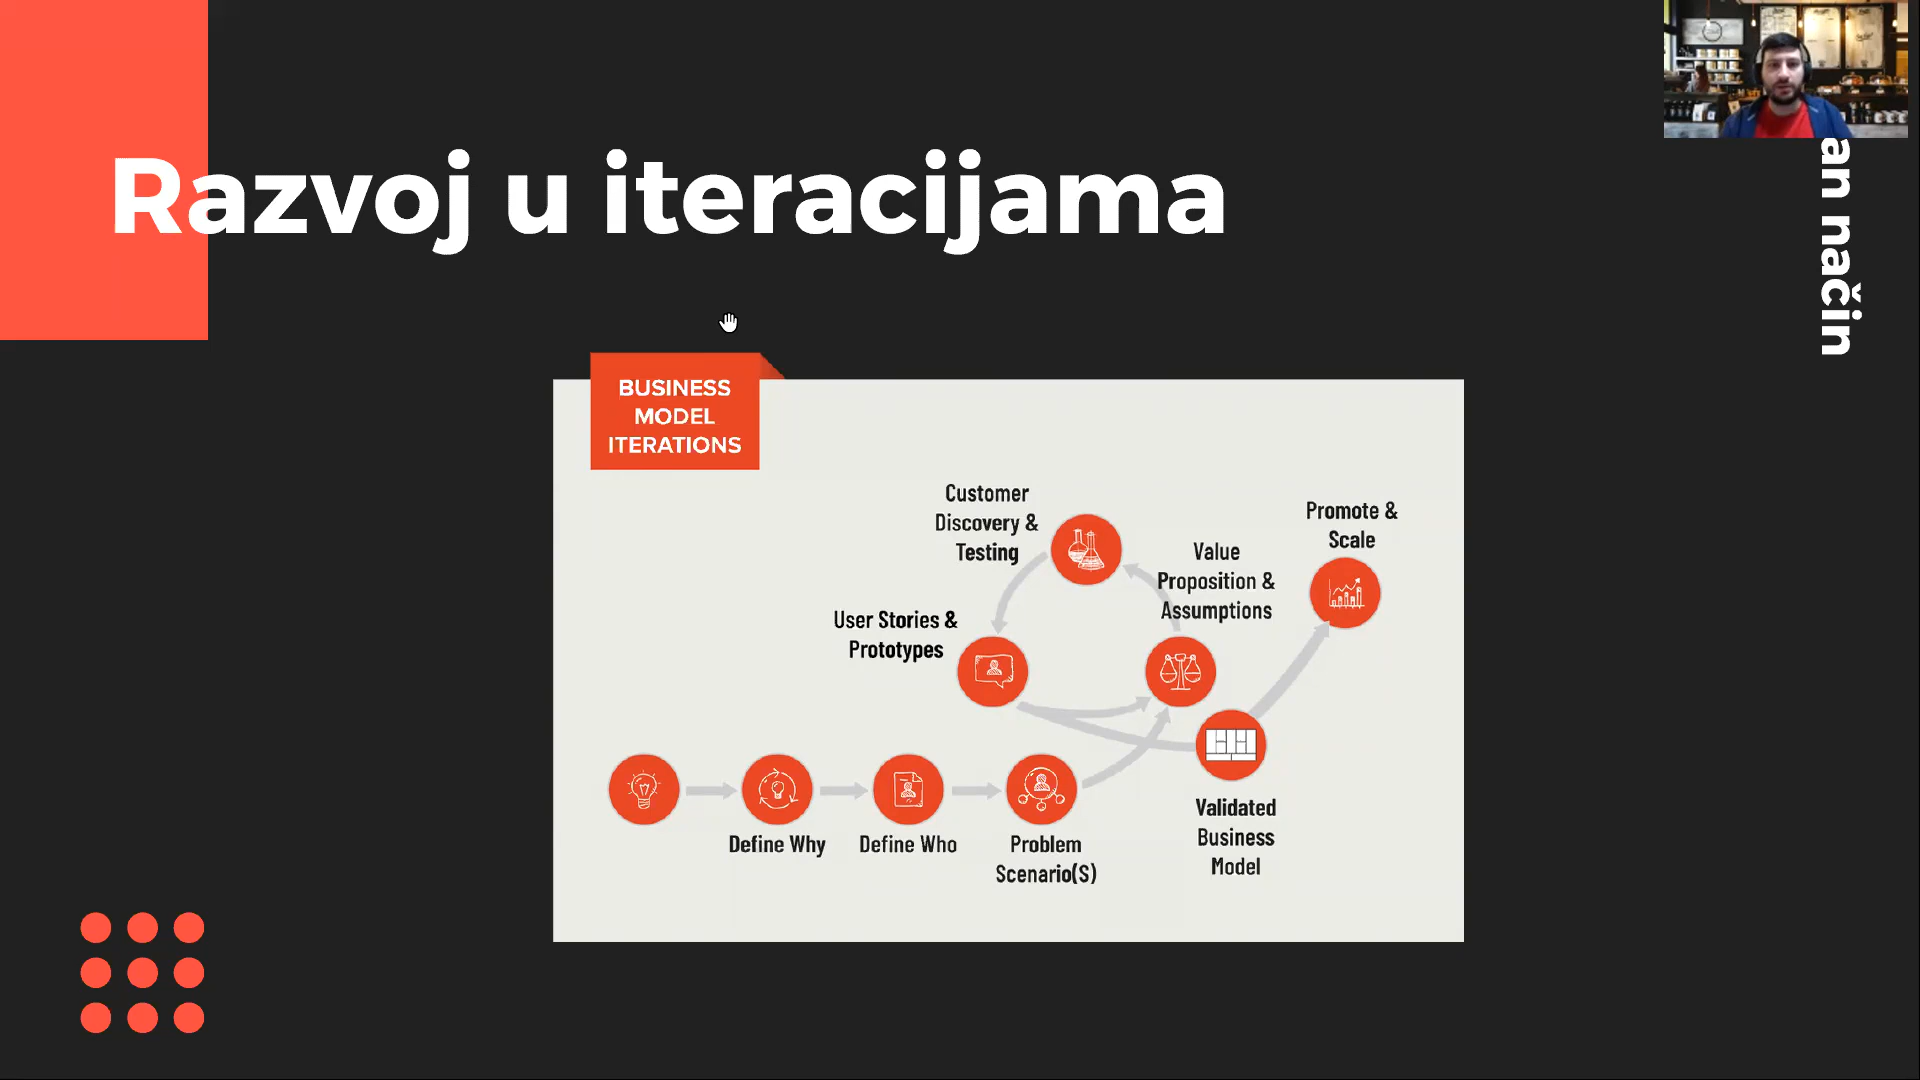 Razvoj u iteracijama
an način
BUSINESS
MODEL
ITERATIONS
Customer
Discovery &
Testing
Promote &
Scale
Value
Proposition &
Assumptions
User Stories &
Prototypes
Define Why
Define Who
Problem
Scenario(S)
Validated
Business
Model